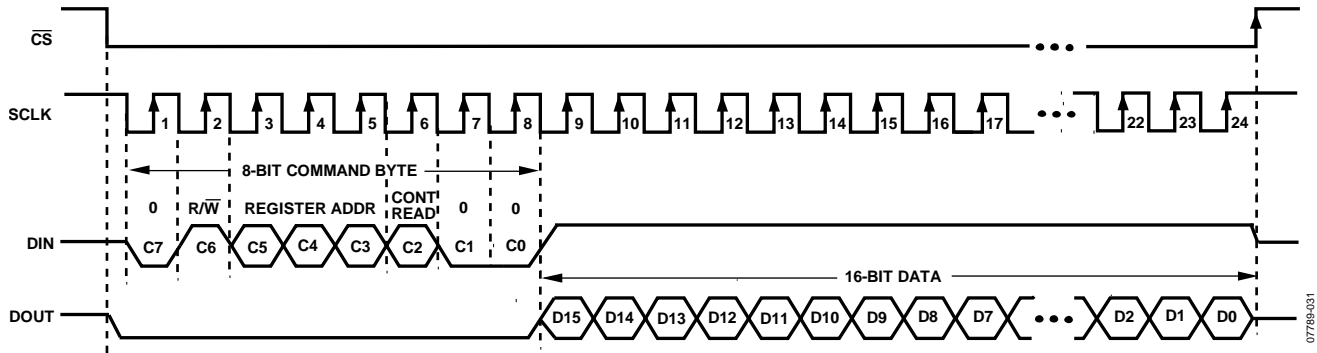 CS
SCLK
1 2 3 4 5 6 7 8 9 10 11 12 13 14 15 16 17 22 23 24
8-BIT COMMAND BYTE
0 R/W REGISTER ADDR CONT READ 0 0
DIN C7 C6 C5 C4 C3 C2 C1 C0
16-BIT DATA
DOUT D15 D14 D13 D12 D11 D10 D9 D8 D7 D2 D1 D0
07789-031